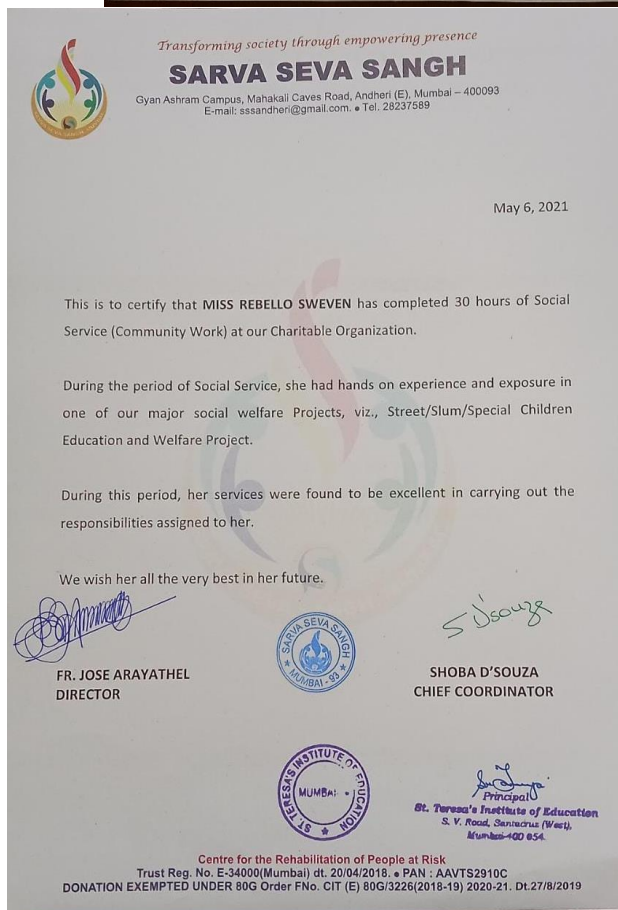 Transforming society through empowering presence
SARVA SEVA SANGH
Gyan Ashram Campus, Mahakali Caves Road, Andheri (E), Mumbai – 400093
E-mail: sssandheri@gmail.com. • Tel. 28237589
May 6, 2021
This is to certify that MISS REBELLO SWEVEN has completed 30 hours of Social
Service (Community Work) at our Charitable Organization.
During the period of Social Service, she had hands on experience and exposure in
one of our major social welfare Projects, viz., Street/Slum/Special Children
Education and Welfare Project.
During this period, her services were found to be excellent in carrying out the
responsibilities assigned to her.
We wish her all the very best in her future.
S D'souza
SARVA SEVA SANGH
★ MUMBAI - 93 ★
FR. JOSE ARAYATHEL
DIRECTOR
SHOBA D'SOUZA
CHIEF COORDINATOR
ST. TERESA'S INSTITUTE OF EDUCATION ★
MUMBAI
Principal
St. Teresa's Institute of Education
S. V. Road, Santacruz (West),
Mumbai-400 054.
Centre for the Rehabilitation of People at Risk
Trust Reg. No. E-34000(Mumbai) dt. 20/04/2018. • PAN : AAVTS2910C
DONATION EXEMPTED UNDER 80G Order FNo. CIT (E) 80G/3226(2018-19) 2020-21. Dt.27/8/2019